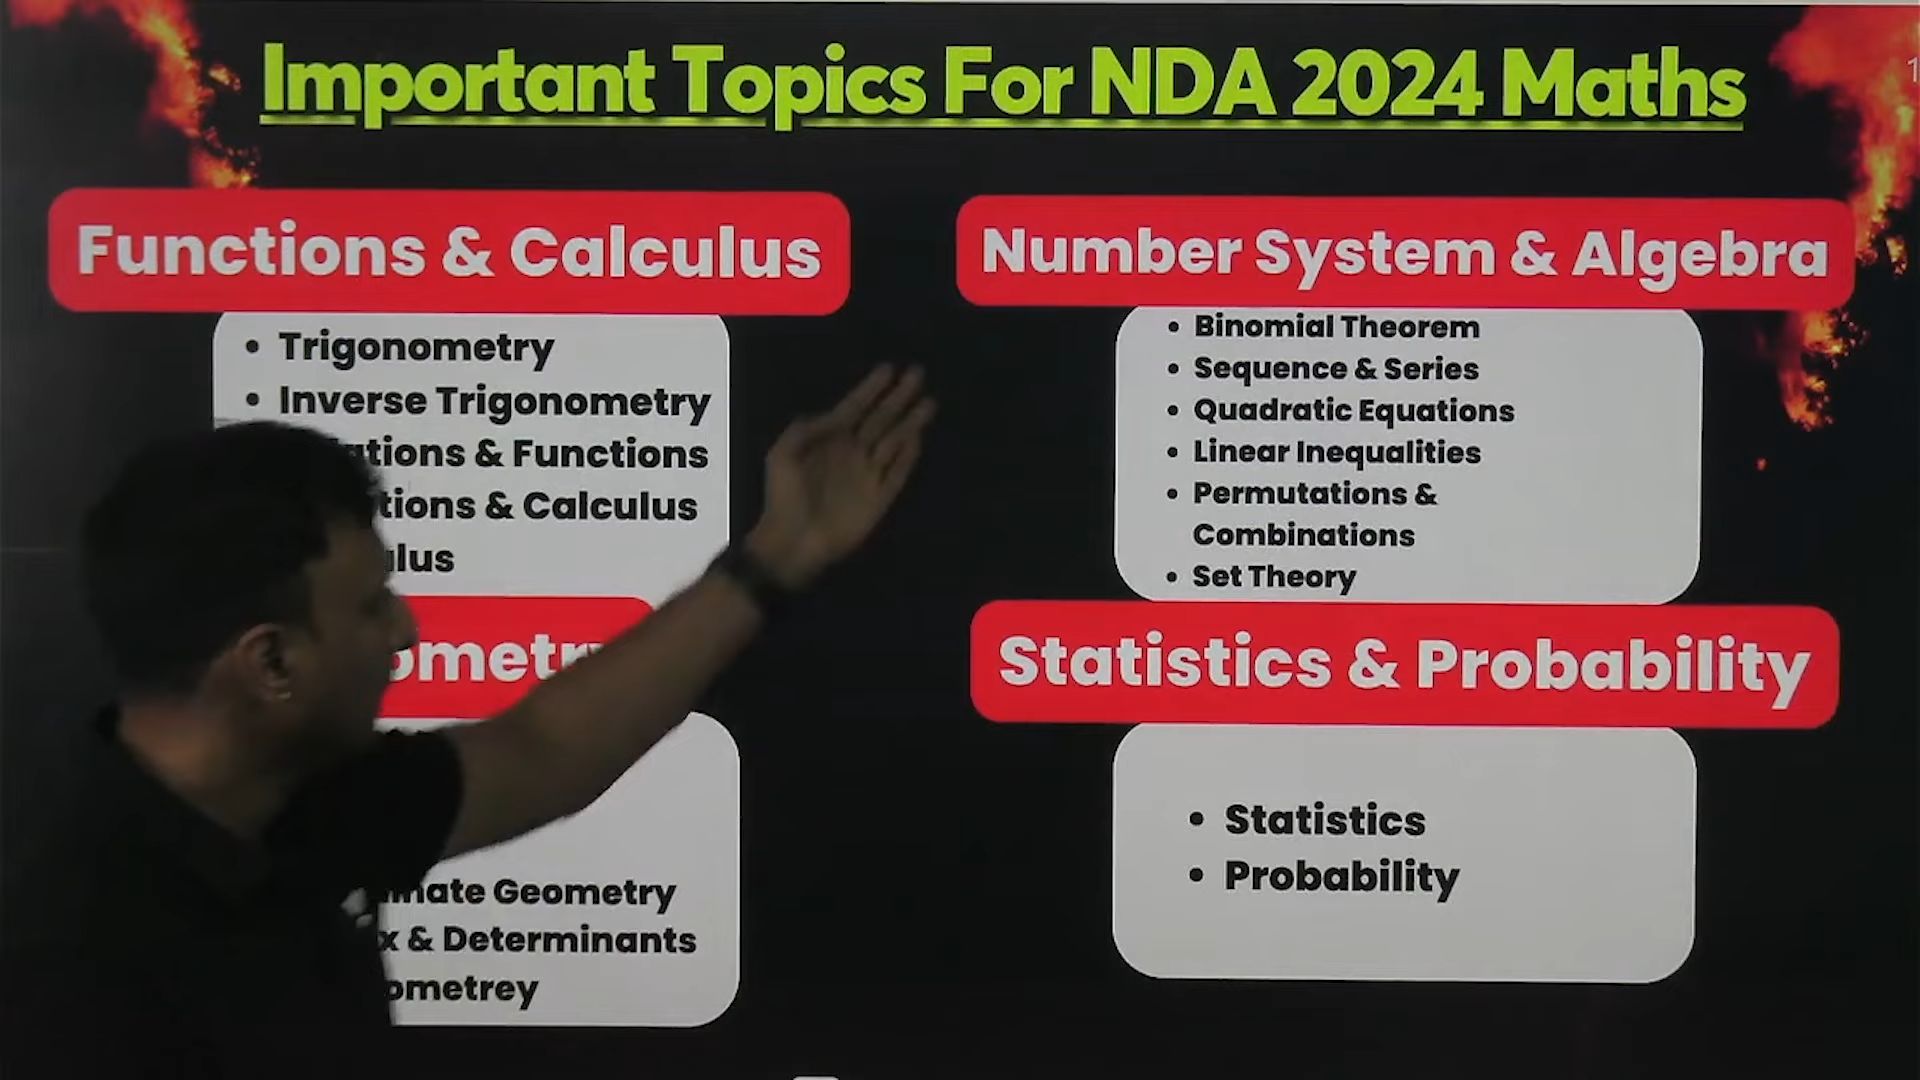 Important Topics For NDA 2024 Maths
Functions & Calculus
• Trigonometry
• Inverse Trigonometry
& Functions
& Calculus
Number System & Algebra
• Binomial Theorem
• Sequence & Series
• Quadratic Equations
• Linear Inequalities
• Permutations &
Combinations
• Set Theory
Geometry
& Determinants
Statistics & Probability
• Statistics
• Probability